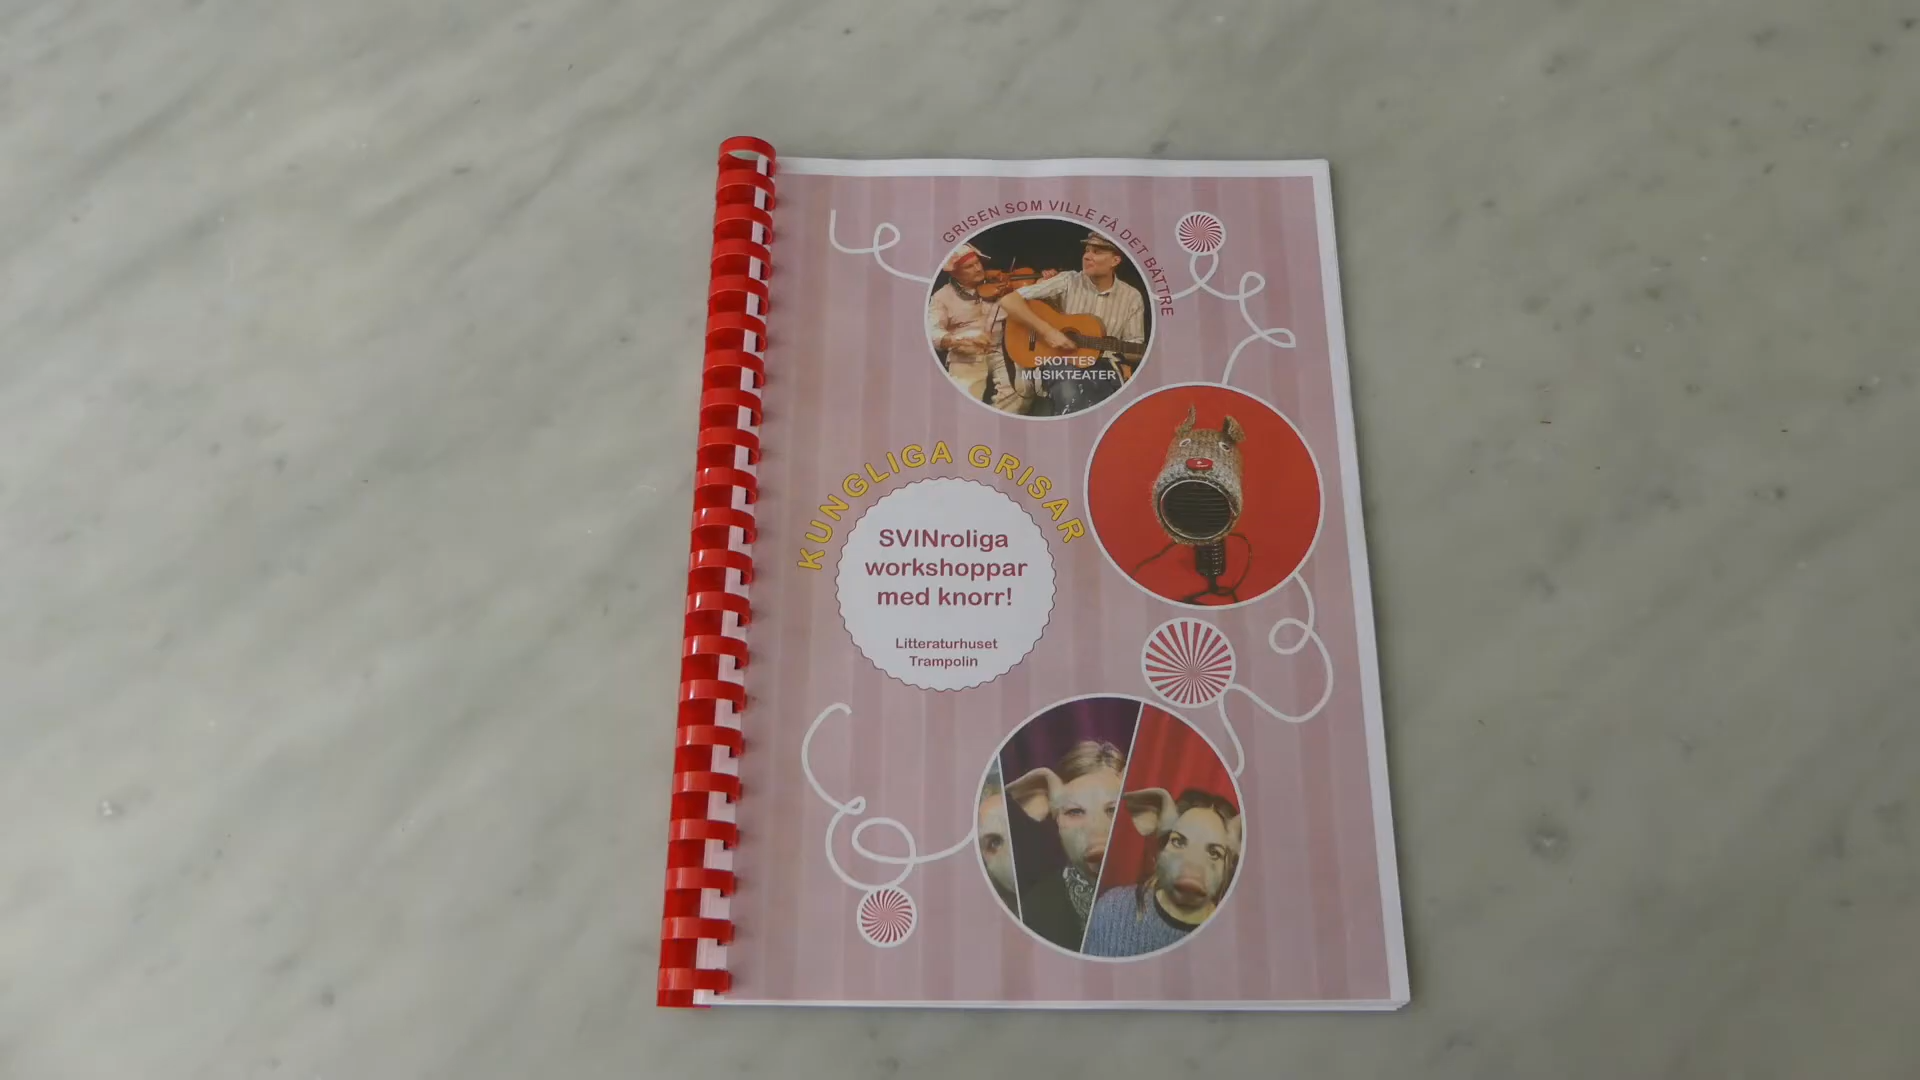 GRISEN SOM VILLE FÅ DET BÄTTRE
SKOTTES
MUSIKTEATER
KUNGLIGA GRISAR
SVINroliga
workshoppar
med knorr!
Litteraturhuset
Trampolin